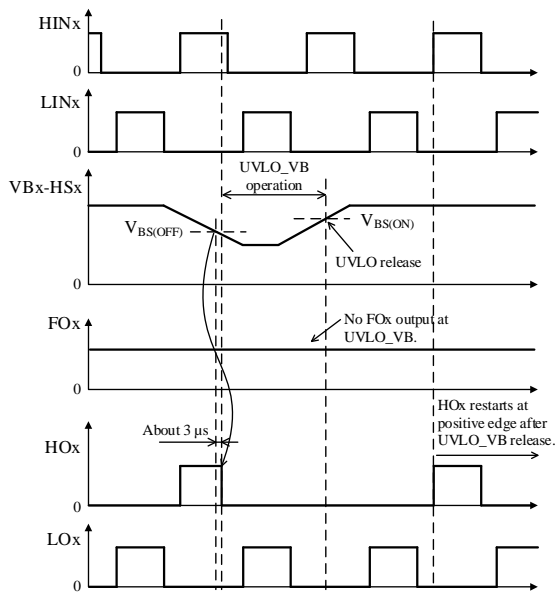 HINx
0
LINx
0
UVLO_VB
operation
VBx-HSx
VBS(OFF)
VBS(ON)
UVLO release
0
FOx
No FOx output at
UVLO_VB.
0
About 3 µs
HOx restarts at
positive edge after
UVLO_VB release.
HOx
0
LOx
0